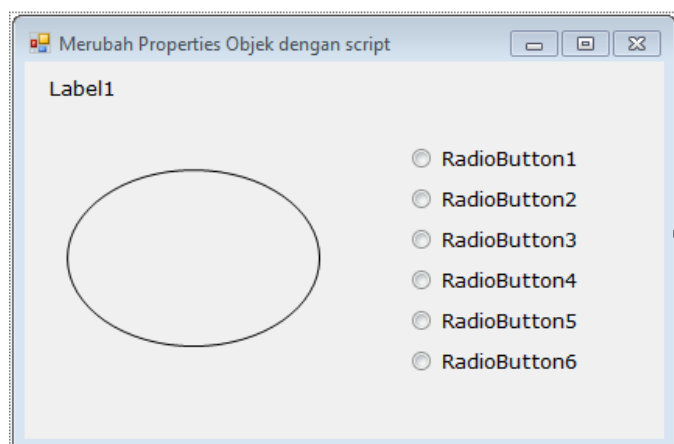 Merubah Properties Objek dengan script
Label1
RadioButton1
RadioButton2
RadioButton3
RadioButton4
RadioButton5
RadioButton6